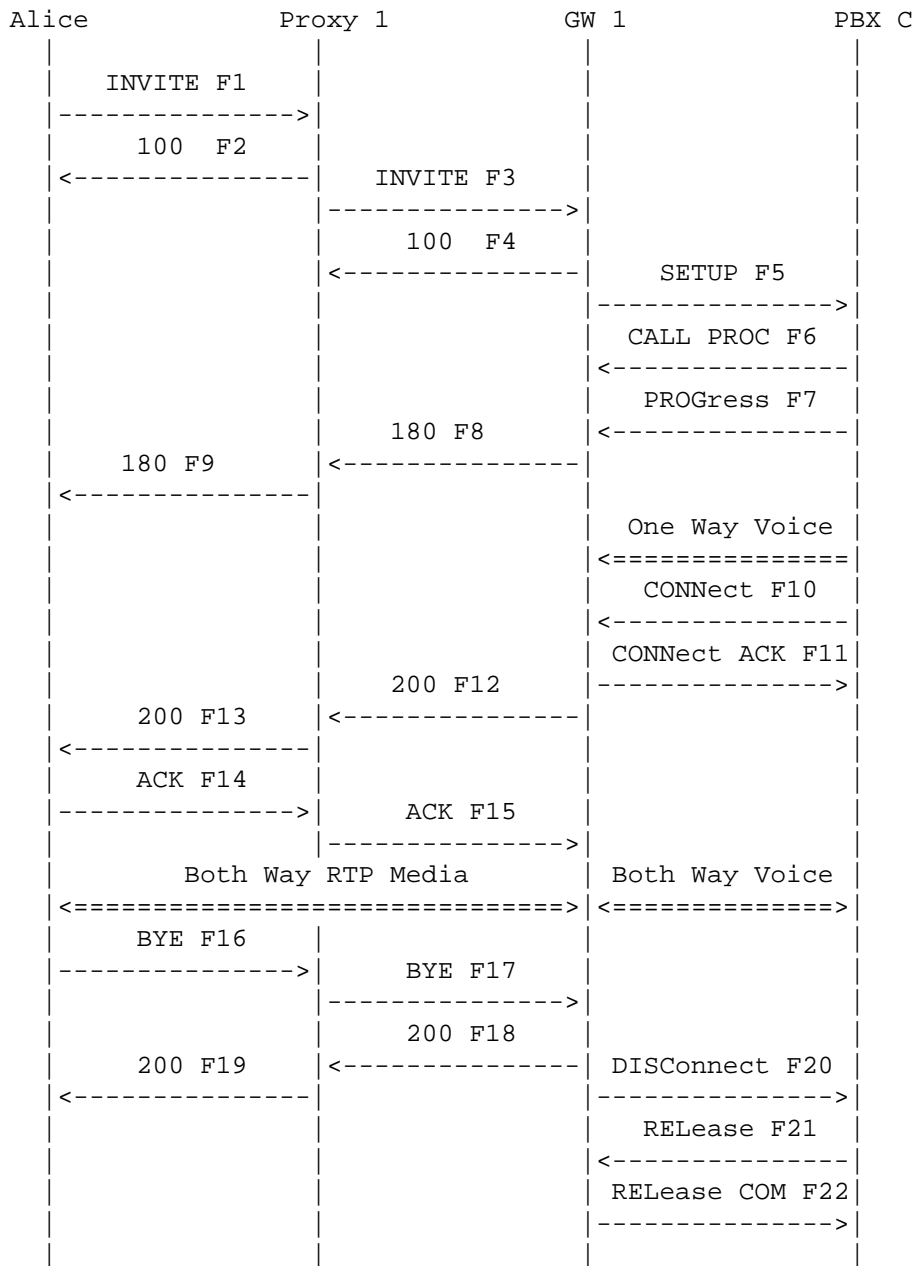 Alice Proxy 1 GW 1 PBX C
INVITE F1
100 F2
INVITE F3
100 F4
SETUP F5
CALL PROC F6
PROGress F7
180 F8
180 F9
One Way Voice
CONNect F10
CONNect ACK F11
200 F12
200 F13
ACK F14
ACK F15
Both Way RTP Media Both Way Voice
BYE F16
BYE F17
200 F18
200 F19 DISConnect F20
RELease F21
RELease COM F22